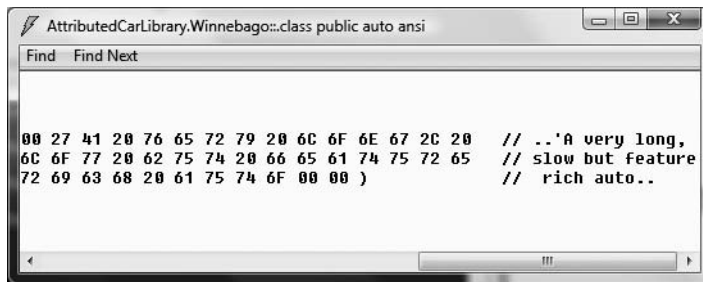 AttributedCarLibrary.Winnebago::.class public auto ansi
Find Find Next
00 27 41 20 76 65 72 79 20 6C 6F 6E 67 2C 20 // ..'A very long,
6C 6F 77 20 62 75 74 20 66 65 61 74 75 72 65 // slow but feature
72 69 63 68 20 61 75 74 6F 00 00 ) // rich auto..